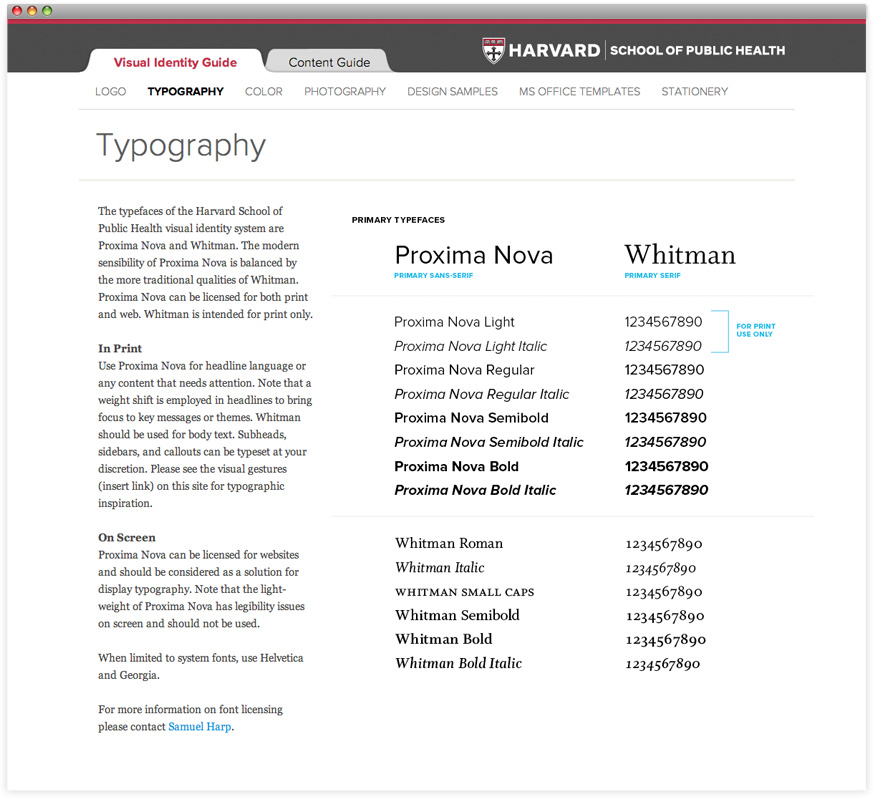 HARVARD SCHOOL OF PUBLIC HEALTH
Visual Identity Guide
Content Guide
LOGO TYPOGRAPHY COLOR PHOTOGRAPHY DESIGN SAMPLES MS OFFICE TEMPLATES STATIONERY
Typography
The typefaces of the Harvard School of
Public Health visual identity system are
Proxima Nova and Whitman. The modern
sensibility of Proxima Nova is balanced by
the more traditional qualities of Whitman.
Proxima Nova can be licensed for both print
and web. Whitman is intended for print only.
In Print
Use Proxima Nova for headline language or
any content that needs attention. Note that a
weight shift is employed in headlines to bring
focus to key messages or themes. Whitman
should be used for body text. Subheads,
sidebars, and callouts can be typeset at your
discretion. Please see the visual gestures
(insert link) on this site for typographic
inspiration.
On Screen
Proxima Nova can be licensed for websites
and should be considered as a solution for
display typography. Note that the light-
weight of Proxima Nova has legibility issues
on screen and should not be used.
When limited to system fonts, use Helvetica
and Georgia.
For more information on font licensing
please contact Samuel Harp.
PRIMARY TYPEFACES
Proxima Nova
PRIMARY SANS-SERIF
Whitman
PRIMARY SERIF
Proxima Nova Light 1234567890
Proxima Nova Light Italic 1234567890
FOR PRINT
USE ONLY
Proxima Nova Regular 1234567890
Proxima Nova Regular Italic 1234567890
Proxima Nova Semibold 1234567890
Proxima Nova Semibold Italic 1234567890
Proxima Nova Bold 1234567890
Proxima Nova Bold Italic 1234567890
Whitman Roman 1234567890
Whitman Italic 1234567890
WHITMAN SMALL CAPS 1234567890
Whitman Semibold 1234567890
Whitman Bold 1234567890
Whitman Bold Italic 1234567890